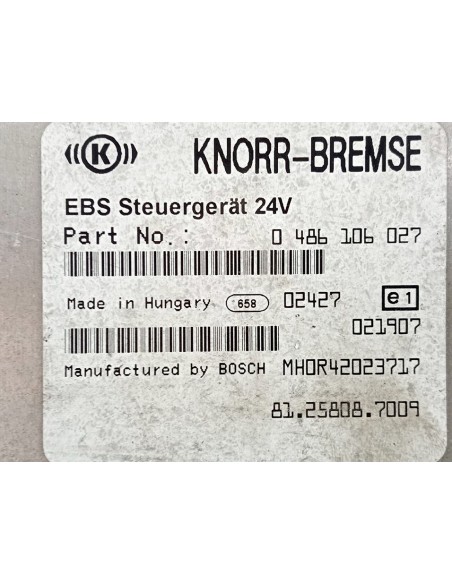 ((K)) KNORR-BREMSE
EBS Steuergerät 24V
Part No.: 0 486 106 027
Made in Hungary 658 02427 e1
021907
Manufactured by BOSCH MHOR42023717
81.25808.7009